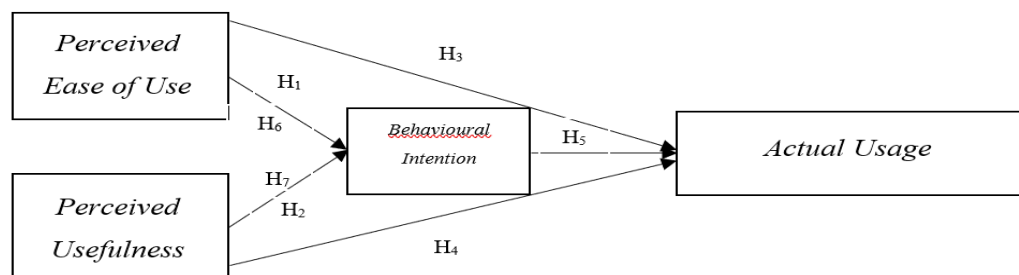 Perceived
Ease of Use
H₃
H₁
H₆
Behavioural
Intention
H₅
Actual Usage
H₇
H₂
Perceived
Usefulness
H₄